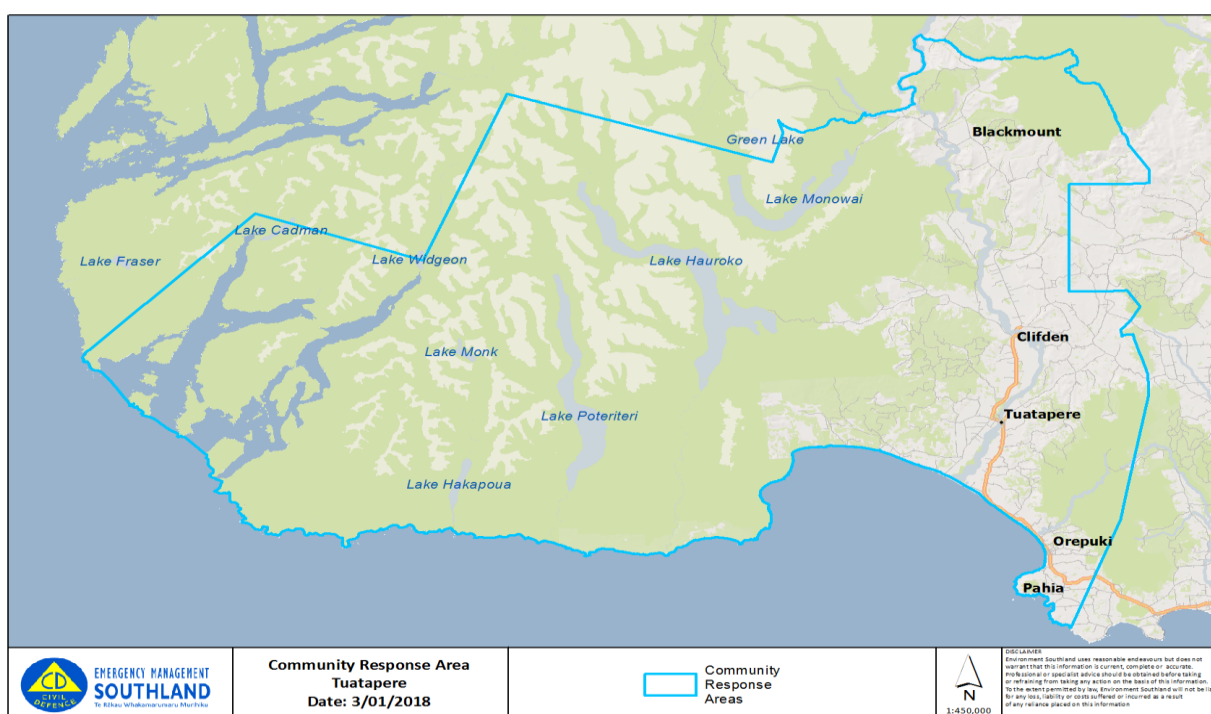 Green Lake
Blackmount
Lake Monowai
Lake Cadman
Lake Fraser
Lake Widgeon
Lake Hauroko
Clifden
Lake Monk
Tuatapere
Lake Poteriteri
Lake Hakapoua
Orepuki
Pahia
CD
CIVIL
DEFENCE
EMERGENCY MANAGEMENT
SOUTHLAND
Te Rākau Whakamarumaru Murihiku
Community Response Area
Tuatapere
Date: 3/01/2018
Community
Response
Areas
N
1:450,000
DISCLAIMER
Environment Southland uses reasonable endeavours but does not
warrant that this information is current, complete or accurate.
Professional or specialist advice should be obtained before taking
or refraining from taking any action on the basis of this information.
To the extent permitted by law, Environment Southland will not be li
for any loss, liability or costs suffered or incurred as a result
of any reliance placed on this information